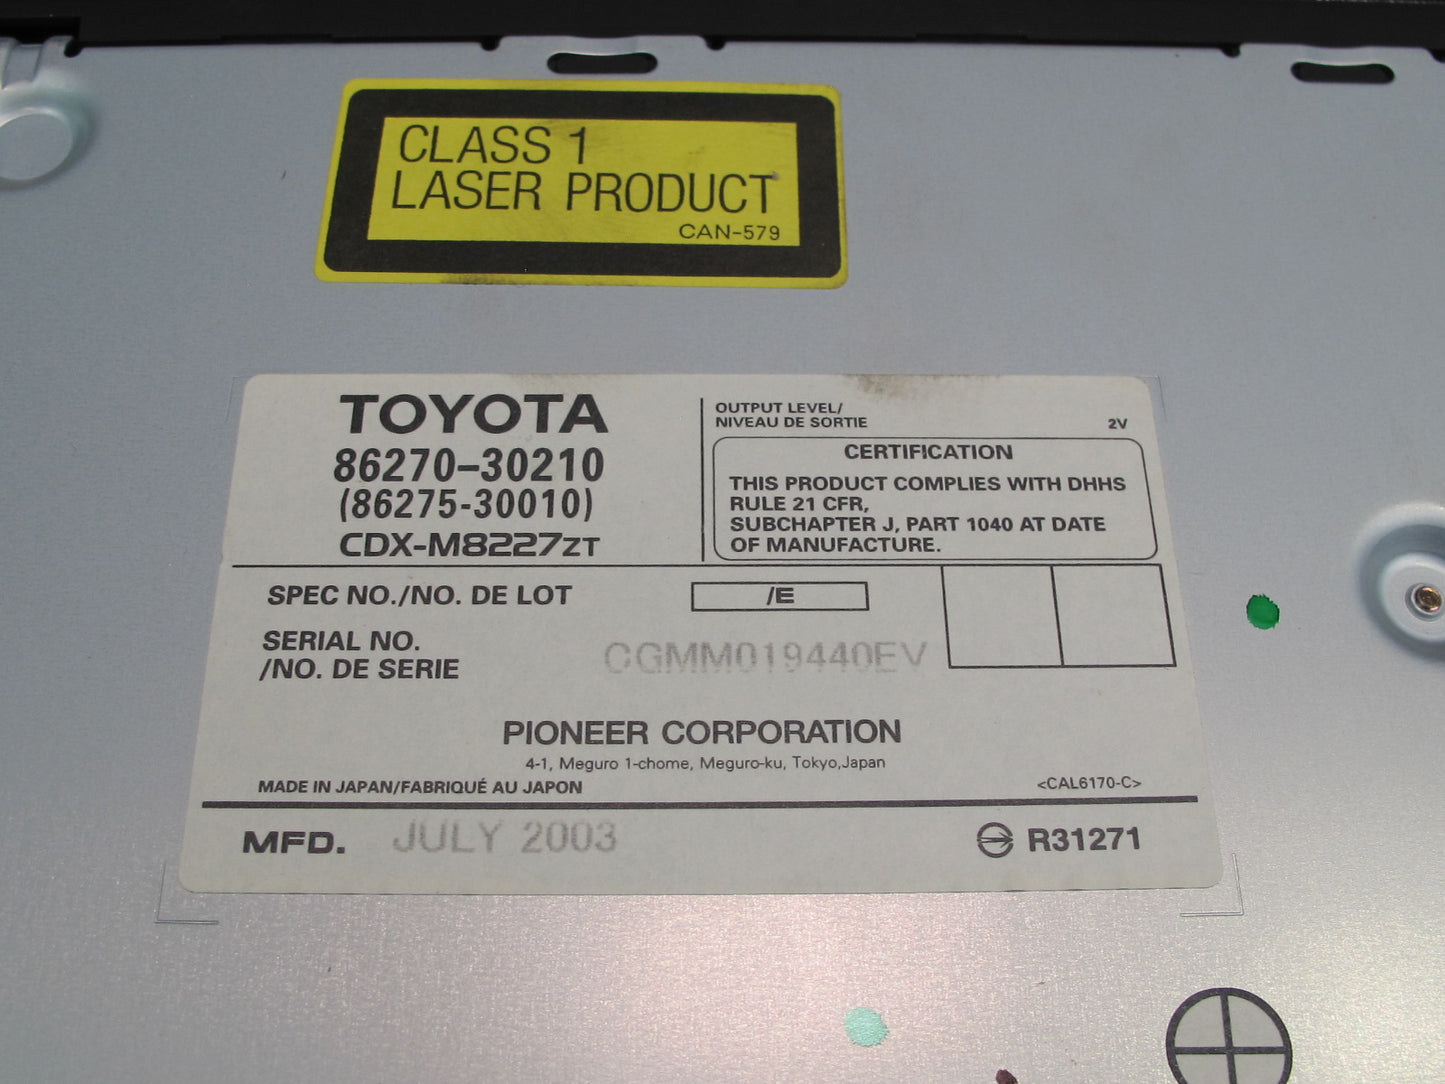 CLASS 1
LASER PRODUCT
CAN-579
TOYOTA
86270-30210
(86275-30010)
CDX-M8227ZT
OUTPUT LEVEL/
NIVEAU DE SORTIE 2V
CERTIFICATION
THIS PRODUCT COMPLIES WITH DHHS
RULE 21 CFR,
SUBCHAPTER J, PART 1040 AT DATE
OF MANUFACTURE.
SPEC NO./NO. DE LOT /E
SERIAL NO.
/NO. DE SERIE CGMM019440EV
PIONEER CORPORATION
4-1, Meguro 1-chome, Meguro-ku, Tokyo,Japan
MADE IN JAPAN/FABRIQUÉ AU JAPON <CAL6170-C>
MFD. JULY 2003 R31271